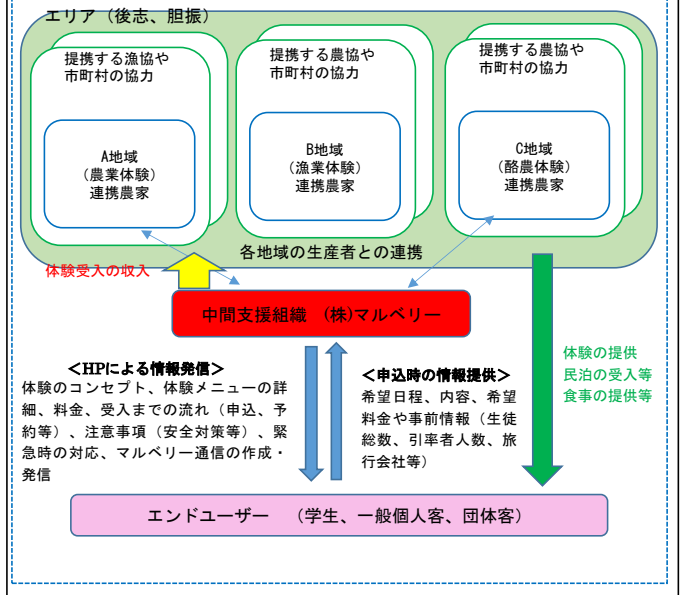 エリア（後志、胆振）
提携する漁協や
市町村の協力
A地域
（農業体験）
連携農家
提携する農協や
市町村の協力
B地域
（漁業体験）
連携農家
提携する農協や
市町村の協力
C地域
（酪農体験）
連携農家
各地域の生産者との連携
体験受入の収入
中間支援組織　(株)マルベリー
＜HPによる情報発信＞
体験のコンセプト、体験メニューの詳
細、料金、受入までの流れ（申込、予
約等）、注意事項（安全対策等）、緊
急時の対応、マルベリー通信の作成・
発信
＜申込時の情報提供＞
希望日程、内容、希望
料金や事前情報（生徒
総数、引率者人数、旅
行会社等）
体験の提供
民泊の受入等
食事の提供等
エンドユーザー　（学生、一般個人客、団体客）